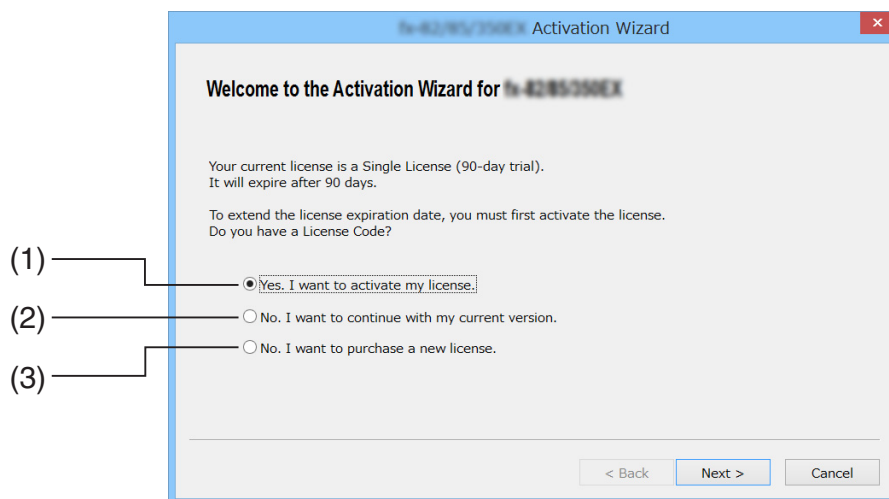 Activation Wizard
Welcome to the Activation Wizard for
Your current license is a Single License (90-day trial).
It will expire after 90 days.
To extend the license expiration date, you must first activate the license.
Do you have a License Code?
(1)
Yes. I want to activate my license.
(2)
No. I want to continue with my current version.
(3)
No. I want to purchase a new license.
< Back
Next >
Cancel